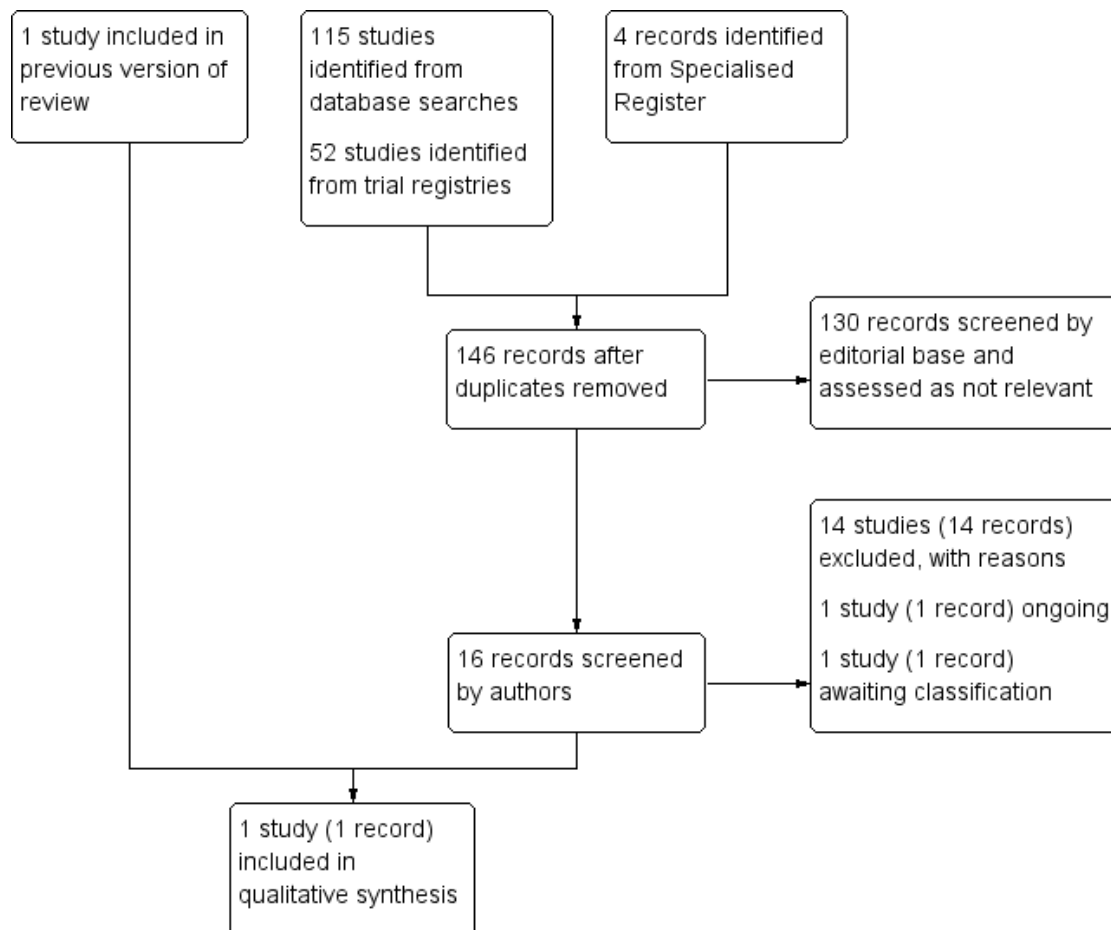 1 study included in
previous version of
review
115 studies
identified from
database searches
52 studies identified
from trial registries
4 records identified
from Specialised
Register
146 records after
duplicates removed
130 records screened by
editorial base and
assessed as not relevant
14 studies (14 records)
excluded, with reasons
1 study (1 record) ongoing
1 study (1 record)
awaiting classification
16 records screened
by authors
1 study (1 record)
included in
qualitative synthesis